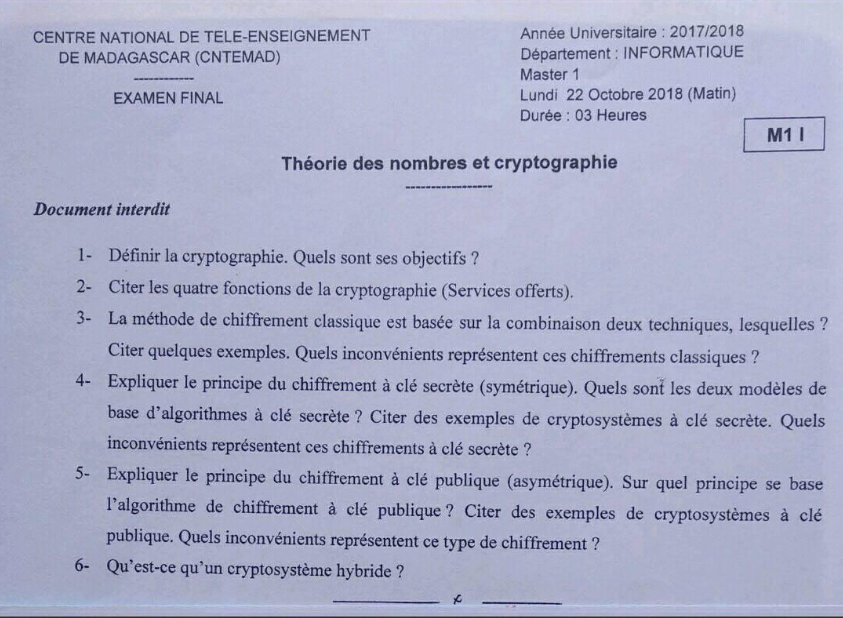 CENTRE NATIONAL DE TELE-ENSEIGNEMENT
DE MADAGASCAR (CNTEMAD)
------------
EXAMEN FINAL
Année Universitaire : 2017/2018
Département : INFORMATIQUE
Master 1
Lundi 22 Octobre 2018 (Matin)
Durée : 03 Heures
M1 I
Théorie des nombres et cryptographie
-----------------
Document interdit
1- Définir la cryptographie. Quels sont ses objectifs ?
2- Citer les quatre fonctions de la cryptographie (Services offerts).
3- La méthode de chiffrement classique est basée sur la combinaison deux techniques, lesquelles ?
Citer quelques exemples. Quels inconvénients représentent ces chiffrements classiques ?
4- Expliquer le principe du chiffrement à clé secrète (symétrique). Quels sont les deux modèles de
base d'algorithmes à clé secrète ? Citer des exemples de cryptosystèmes à clé secrète. Quels
inconvénients représentent ces chiffrements à clé secrète ?
5- Expliquer le principe du chiffrement à clé publique (asymétrique). Sur quel principe se base
l'algorithme de chiffrement à clé publique ? Citer des exemples de cryptosystèmes à clé
publique. Quels inconvénients représentent ce type de chiffrement ?
6- Qu'est-ce qu'un cryptosystème hybride ?